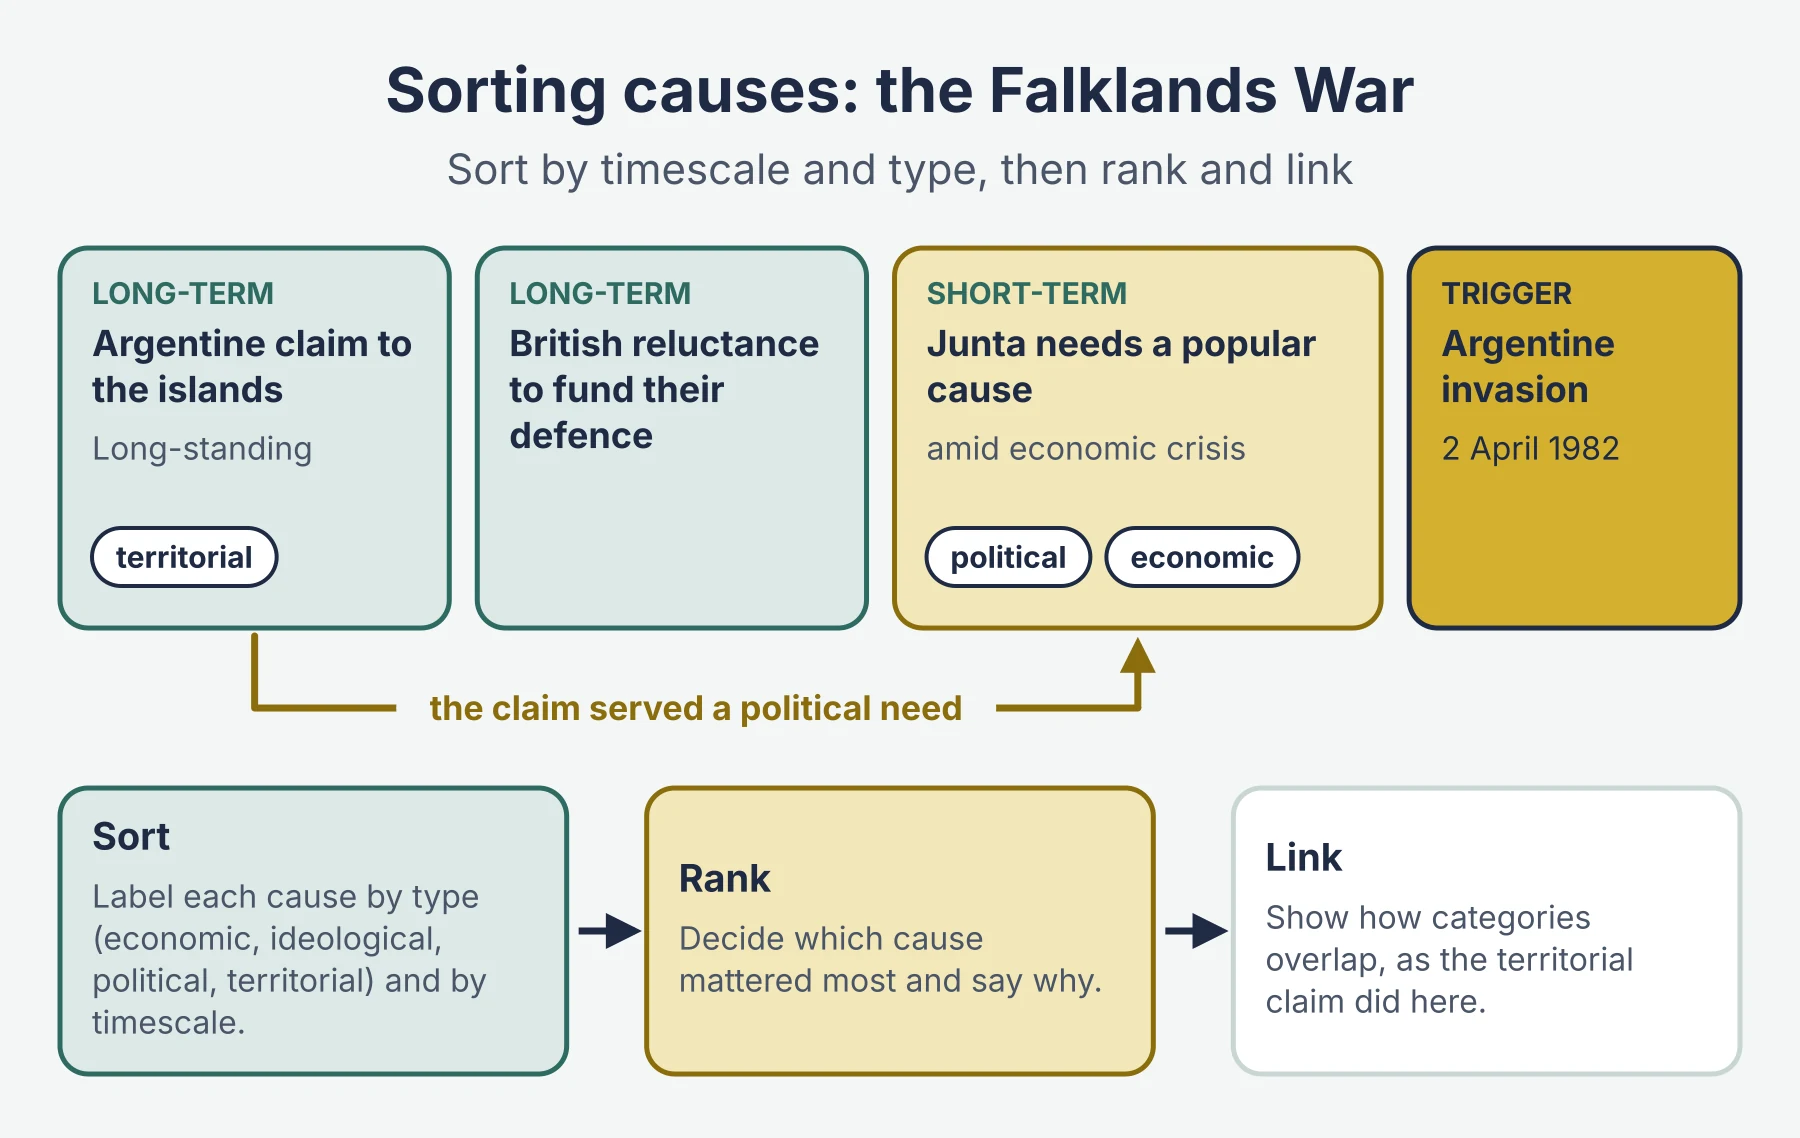 Sorting causes: the Falklands War
Sort by timescale and type, then rank and link
LONG-TERM
Argentine claim to
the islands
Long-standing
territorial
LONG-TERM
British reluctance
to fund their
defence
SHORT-TERM
Junta needs a popular
cause
amid economic crisis
political
economic
TRIGGER
Argentine
invasion
2 April 1982
the claim served a political need
Sort
Label each cause by type
(economic, ideological,
political, territorial) and by
timescale.
Rank
Decide which cause
mattered most and say why.
Link
Show how categories
overlap, as the territorial
claim did here.